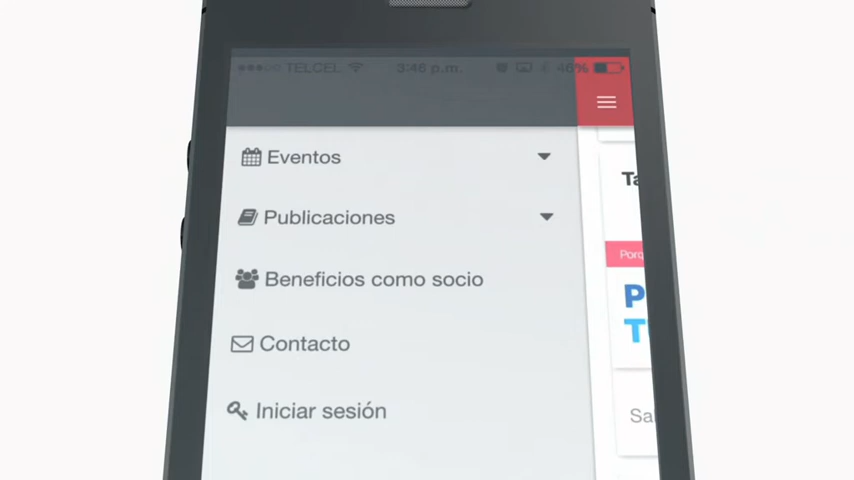 TELCEL 3:46 p.m. 46%
Eventos
Publicaciones
Beneficios como socio
Contacto
Iniciar sesión